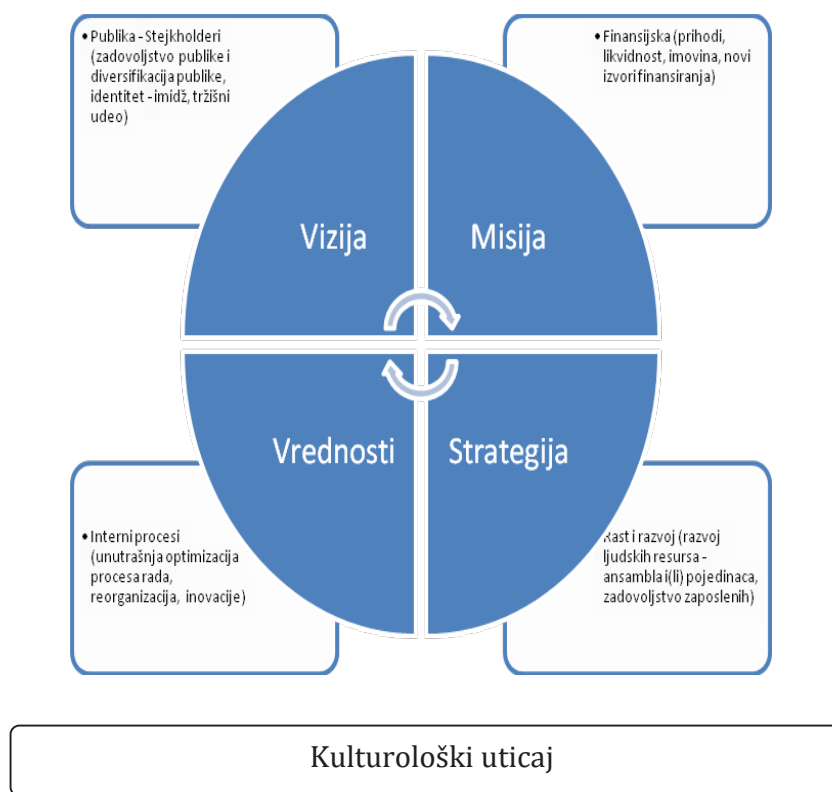 • Publika - Stejkholderi
(zadovoljstvo publike i
diversifikacija publike,
identitet - imidž, tržišni
udeo)
• Finansijska (prihodi,
likvidnost, imovina, novi
izvori finansiranja)
Vizija
Misija
Vrednosti
Strategija
• Interni procesi
(unutrašnja optimizacija
procesa rada,
reorganizacija, inovacije)
Rast i razvoj (razvoj
ljudskih resursa -
ansambla i(li) pojedinaca,
zadovoljstvo zaposlenih)
Kulturološki uticaj